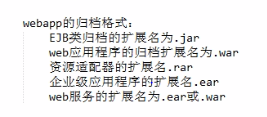 webapp的归档格式:
EJB类归档的扩展名为.jar
web应用程序的归档扩展名为.war
资源适配器的扩展名.rar
企业级应用程序的扩展名.ear
web服务的扩展名为.ear或.war